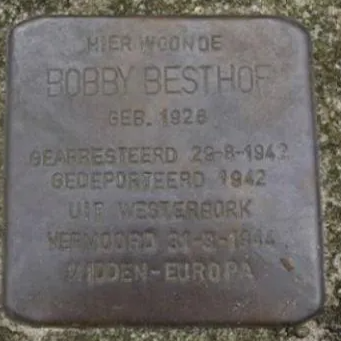 HIER WOONDE
BOBBY BESTHOF
GEB. 1926
GEARRESTEERD 29-8-1942
GEDEPORTEERD 1942
UIT WESTERBORK
VERMOORD 31-3-1944
MIDDEN-EUROPA